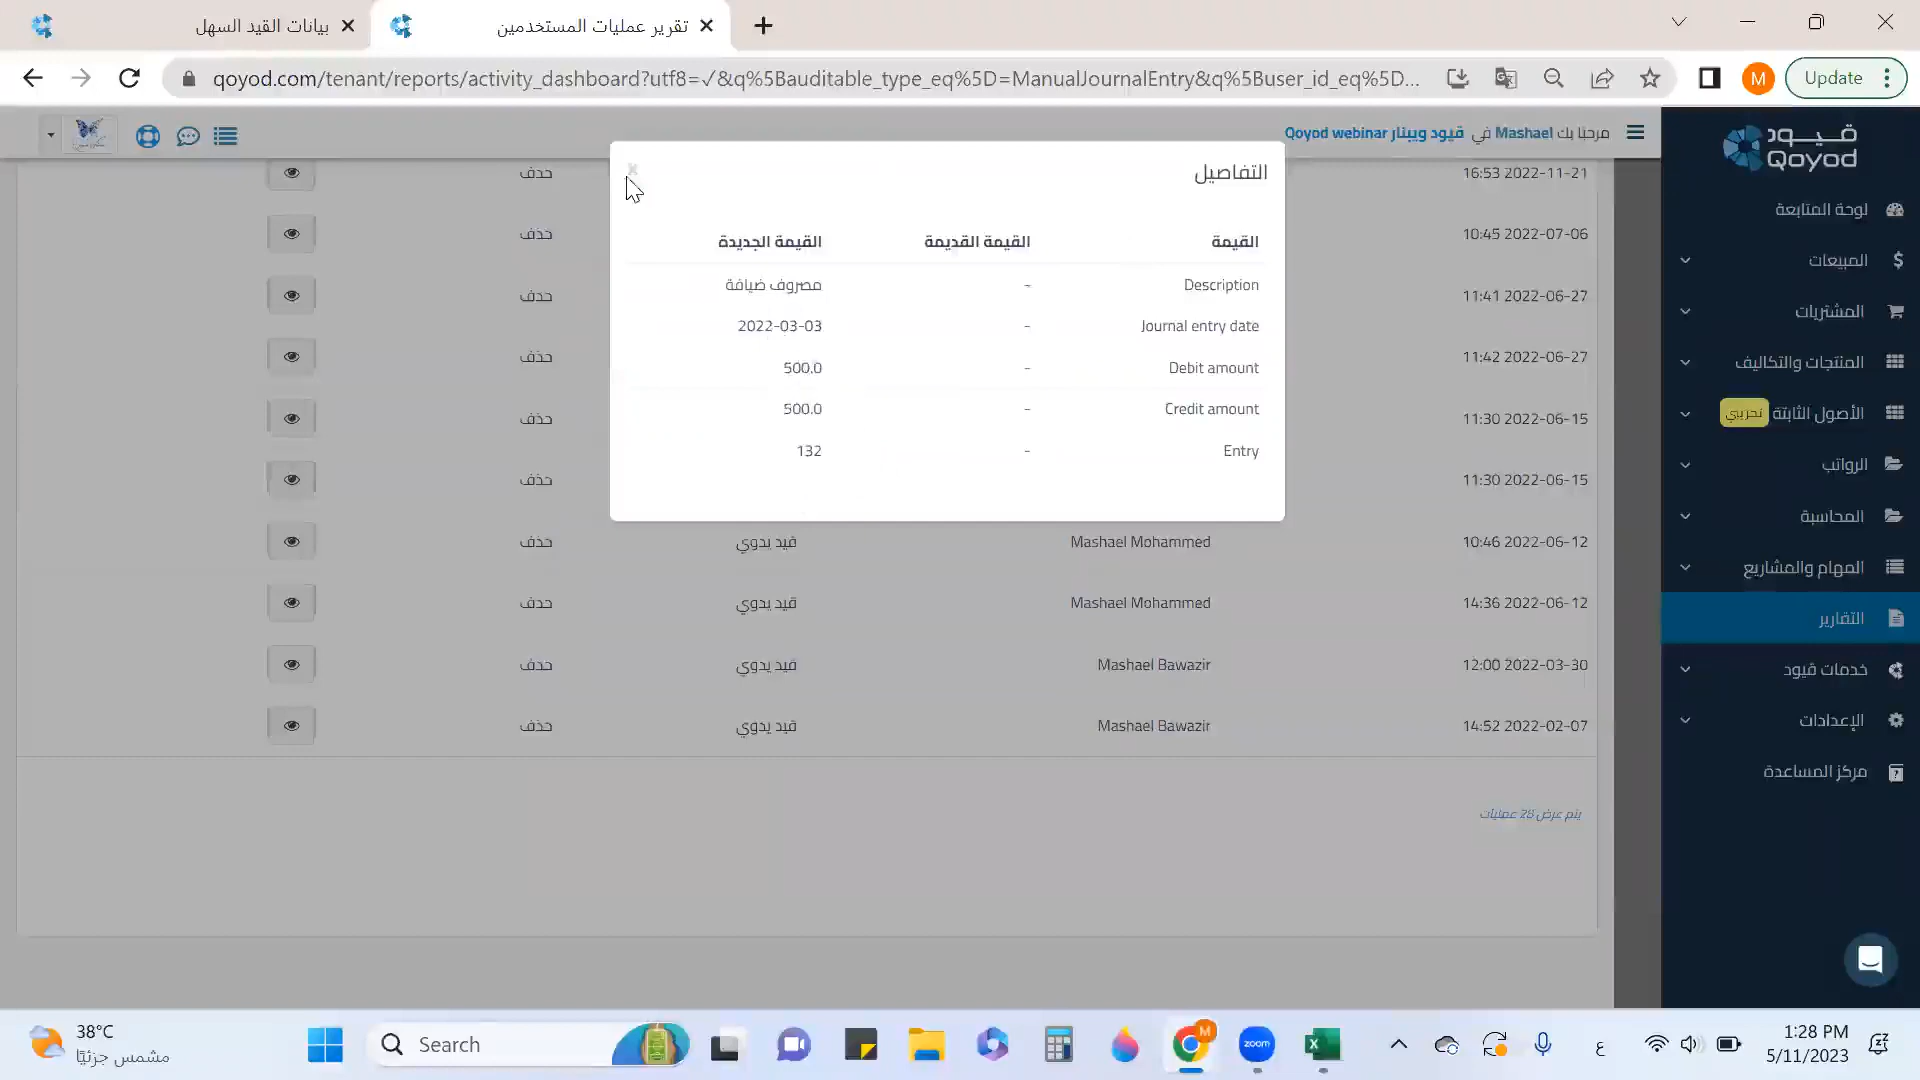 بيانات القيد السهل
تقرير عمليات المستخدمين
qoyod.com/tenant/reports/activity_dashboard?utf8=✓&q%5Bauditable_type_eq%5D=ManualJournalEntry&q%5Buser_id_eq%5D...
M
Update
مرحبا بك Mashael في قيود ويبينار Qoyod webinar
قيود
Qoyod
لوحة المتابعة
المبيعات
المشتريات
المنتجات والتكاليف
الأصول الثابتة تجريبي
الرواتب
المحاسبة
المهام والمشاريع
التقارير
خدمات قيود
الإعدادات
مركز المساعدة
التفاصيل
القيمة القيمة القديمة القيمة الجديدة
Description - مصروف ضيافة
Journal entry date - 2022-03-03
Debit amount - 500.0
Credit amount - 500.0
Entry - 132
16:53 2022-11-21 حذف
10:45 2022-07-06 حذف
11:41 2022-06-27 حذف
11:42 2022-06-27 حذف
11:30 2022-06-15 حذف
11:30 2022-06-15 حذف
10:46 2022-06-12 Mashael Mohammed قيد يدوي حذف
14:36 2022-06-12 Mashael Mohammed قيد يدوي حذف
12:00 2022-03-30 Mashael Bawazir قيد يدوي حذف
14:52 2022-02-07 Mashael Bawazir قيد يدوي حذف
يتم عرض 28 عمليات
38°C
مشمس جزئيًا
Search
M
zoom
ع
1:28 PM
5/11/2023